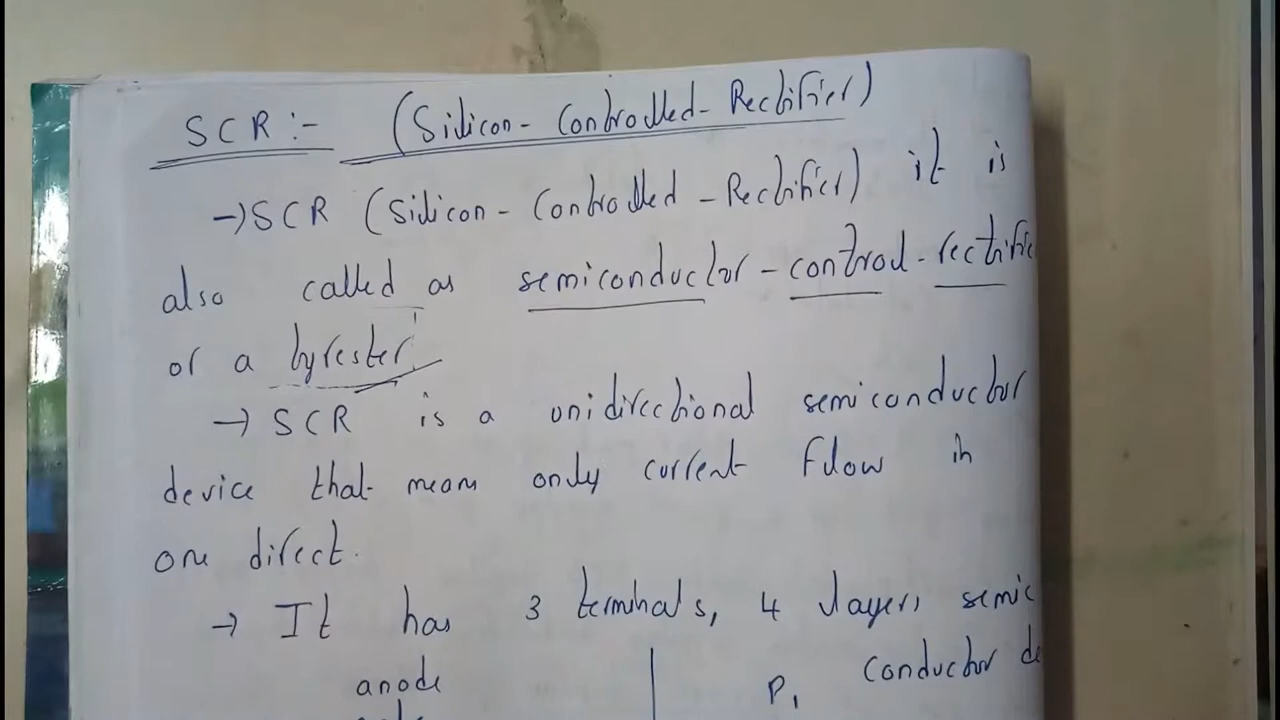 SCR :- (Silicon - Controlled - Rectifier)
→ SCR (Silicon - Controlled - Rectifier) it is
also called as semiconductor - control - rectifie
or a tyrester
→ SCR is a unidirectional semiconductor
device that mean only current flow in
one direct.
→ It has 3 terminals, 4 layers semic
conductor de
anode P1